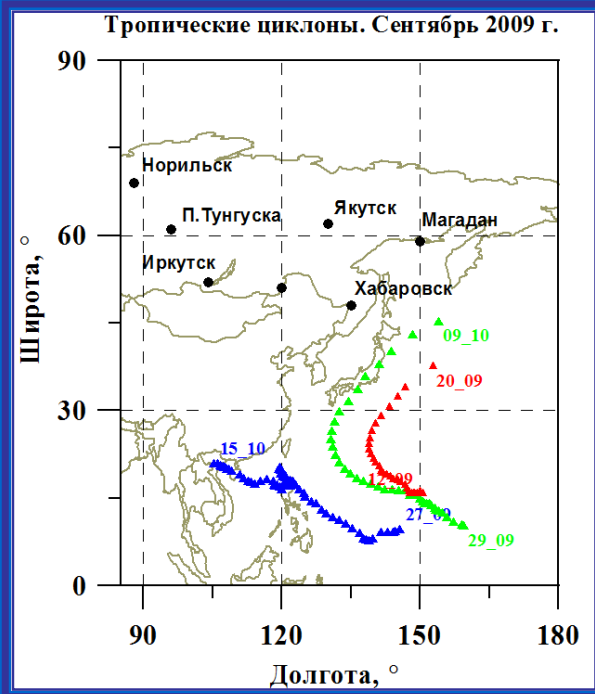 Тропические циклоны. Сентябрь 2009 г.
90
Норильск
П.Тунгуска
Якутск
Магадан
60
Иркутск
Хабаровск
Широта, °
09_10
20_09
30
15_10
12_09
27_09
29_09
0
90
120
150
180
Долгота, °